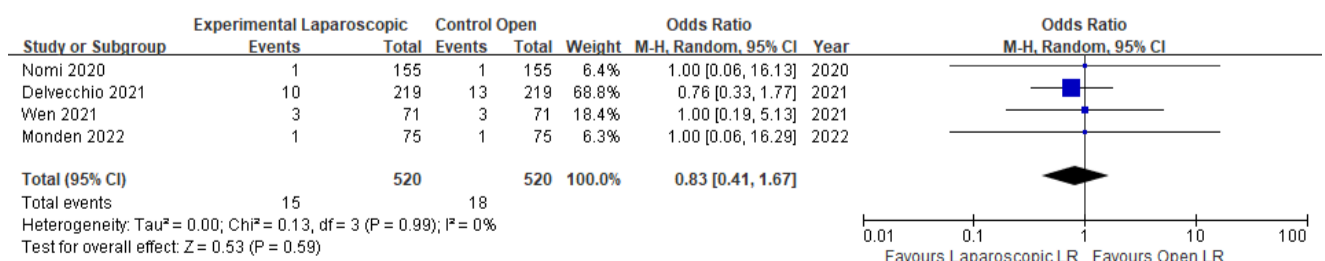 Experimental Laparoscopic Control Open Odds Ratio Odds Ratio
Study or Subgroup Events Total Events Total Weight M-H, Random, 95% CI Year M-H, Random, 95% CI
Nomi 2020 1 155 1 155 6.4% 1.00 [0.06, 16.13] 2020
Delvecchio 2021 10 219 13 219 68.8% 0.76 [0.33, 1.77] 2021
Wen 2021 3 71 3 71 18.4% 1.00 [0.19, 5.13] 2021
Monden 2022 1 75 1 75 6.3% 1.00 [0.06, 16.29] 2022
Total (95% CI) 520 520 100.0% 0.83 [0.41, 1.67]
Total events 15 18
Heterogeneity: Tau² = 0.00; Chi² = 0.13, df = 3 (P = 0.99); I² = 0%
Test for overall effect: Z = 0.53 (P = 0.59)
0.01 0.1 1 10 100
Favours Laparoscopic LR Favours Open LR